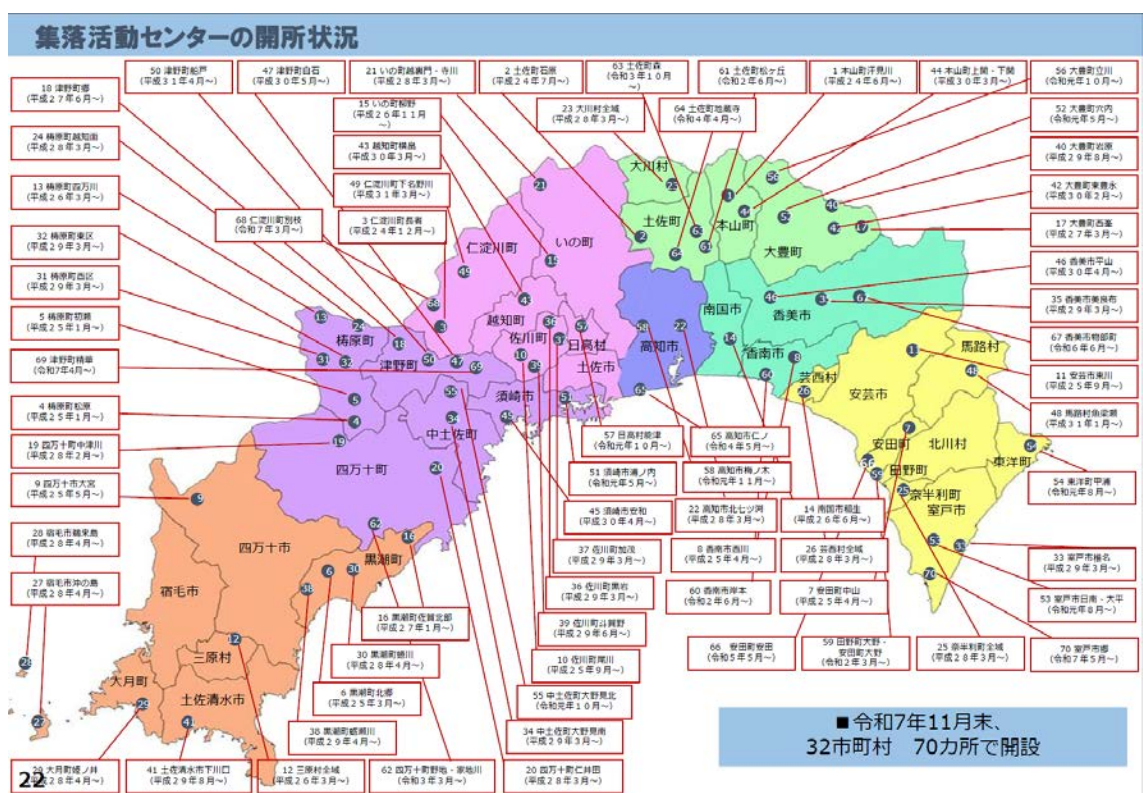 集落活動センターの開所状況
50 津野町船戸
(平成31年4月~)
47 津野町白石
(平成30年5月~)
21 いの町越裏門・寺川
(平成28年3月~)
2 土佐町石原
(平成24年7月~)
63 土佐町森
(令和3年10月
~)
61 土佐町松ヶ丘
(令和2年6月~)
1 本山町汗見川
(平成24年6月~)
44 本山町上関・下関
(平成30年3月~)
56 大豊町立川
(令和元年10月~)
18 津野町郷
(平成27年6月~)
15 いの町柳野
(平成26年11月
~)
23 大川村全域
(平成28年3月~)
64 土佐町地蔵寺
(令和4年4月~)
52 大豊町穴内
(令和元年5月~)
24 梼原町越知面
(平成28年3月~)
43 越知町横畠
(平成30年3月~)
40 大豊町岩原
(平成29年8月~)
13 梼原町四万川
(平成26年3月~)
49 仁淀川町下名野川
(平成31年3月~)
42 大豊町東豊永
(平成30年2月~)
68 仁淀川町別枝
(令和7年3月~)
3 仁淀川町長者
(平成24年12月~)
17 大豊町西峯
(平成27年3月~)
32 梼原町東区
(平成29年3月~)
46 香美市平山
(平成30年4月~)
31 梼原町西区
(平成29年3月~)
35 香美市美良布
(平成29年3月~)
5 梼原町初瀬
(平成25年1月~)
67 香美市物部町
(令和6年6月~)
69 津野町精華
(令和7年4月~)
11 安芸市東川
(平成25年9月~)
4 梼原町松原
(平成25年1月~)
48 馬路村魚梁瀬
(平成31年1月~)
19 四万十町中津川
(平成28年2月~)
57 日高村能津
(令和元年10月~)
65 高知市仁ノ
(令和4年5月~)
9 四万十市大宮
(平成25年5月~)
51 須崎市浦ノ内
(令和元年5月~)
58 高知市梅ノ木
(令和元年11月~)
54 東洋町甲浦
(令和元年8月~)
28 宿毛市鵜来島
(平成28年4月~)
45 須崎市安和
(平成30年4月~)
22 高知市北七ツ渕
(平成28年3月~)
14 南国市稲生
(平成26年6月~)
27 宿毛市沖の島
(平成28年4月~)
37 佐川町加茂
(平成29年3月~)
8 香南市西川
(平成25年4月~)
26 芸西村全域
(平成28年3月~)
33 室戸市椎名
(平成29年3月~)
36 佐川町黒岩
(平成29年3月~)
60 香南市岸本
(令和2年6月~)
7 安田町中山
(平成25年4月~)
53 室戸市日南・大平
(令和元年8月~)
16 黒潮町佐賀北部
(平成27年1月~)
39 佐川町斗賀野
(平成29年6月~)
66 安田町安田
(令和5年5月~)
59 田野町大野・
安田町大野
(令和2年3月~)
25 奈半利町全域
(平成28年3月~)
70 室戸市郷
(令和7年5月~)
30 黒潮町蜷川
(平成28年4月~)
10 佐川町尾川
(平成25年9月~)
6 黒潮町北郷
(平成25年3月~)
55 中土佐町大野見北
(令和元年10月~)
38 黒潮町蜷瀬川
(平成29年4月~)
34 中土佐町大野見南
(平成29年3月~)
29 大月町姫ノ井
(平成28年4月~)
41 土佐清水市下川口
(平成29年8月~)
12 三原村全域
(平成26年3月~)
62 四万十町野地・家地川
(令和3年3月~)
20 四万十町仁井田
(平成28年3月~)
大川村
土佐町
本山町
大豊町
いの町
仁淀川町
越知町
佐川町
日高村
土佐市
高知市
南国市
香美市
香南市
芸西村
安芸市
馬路村
安田町
北川村
田野町
奈半利町
東洋町
室戸市
梼原町
津野町
須崎市
中土佐町
四万十町
四万十市
黒潮町
宿毛市
三原村
大月町
土佐清水市
■令和7年11月末、
32市町村 70カ所で開設
22